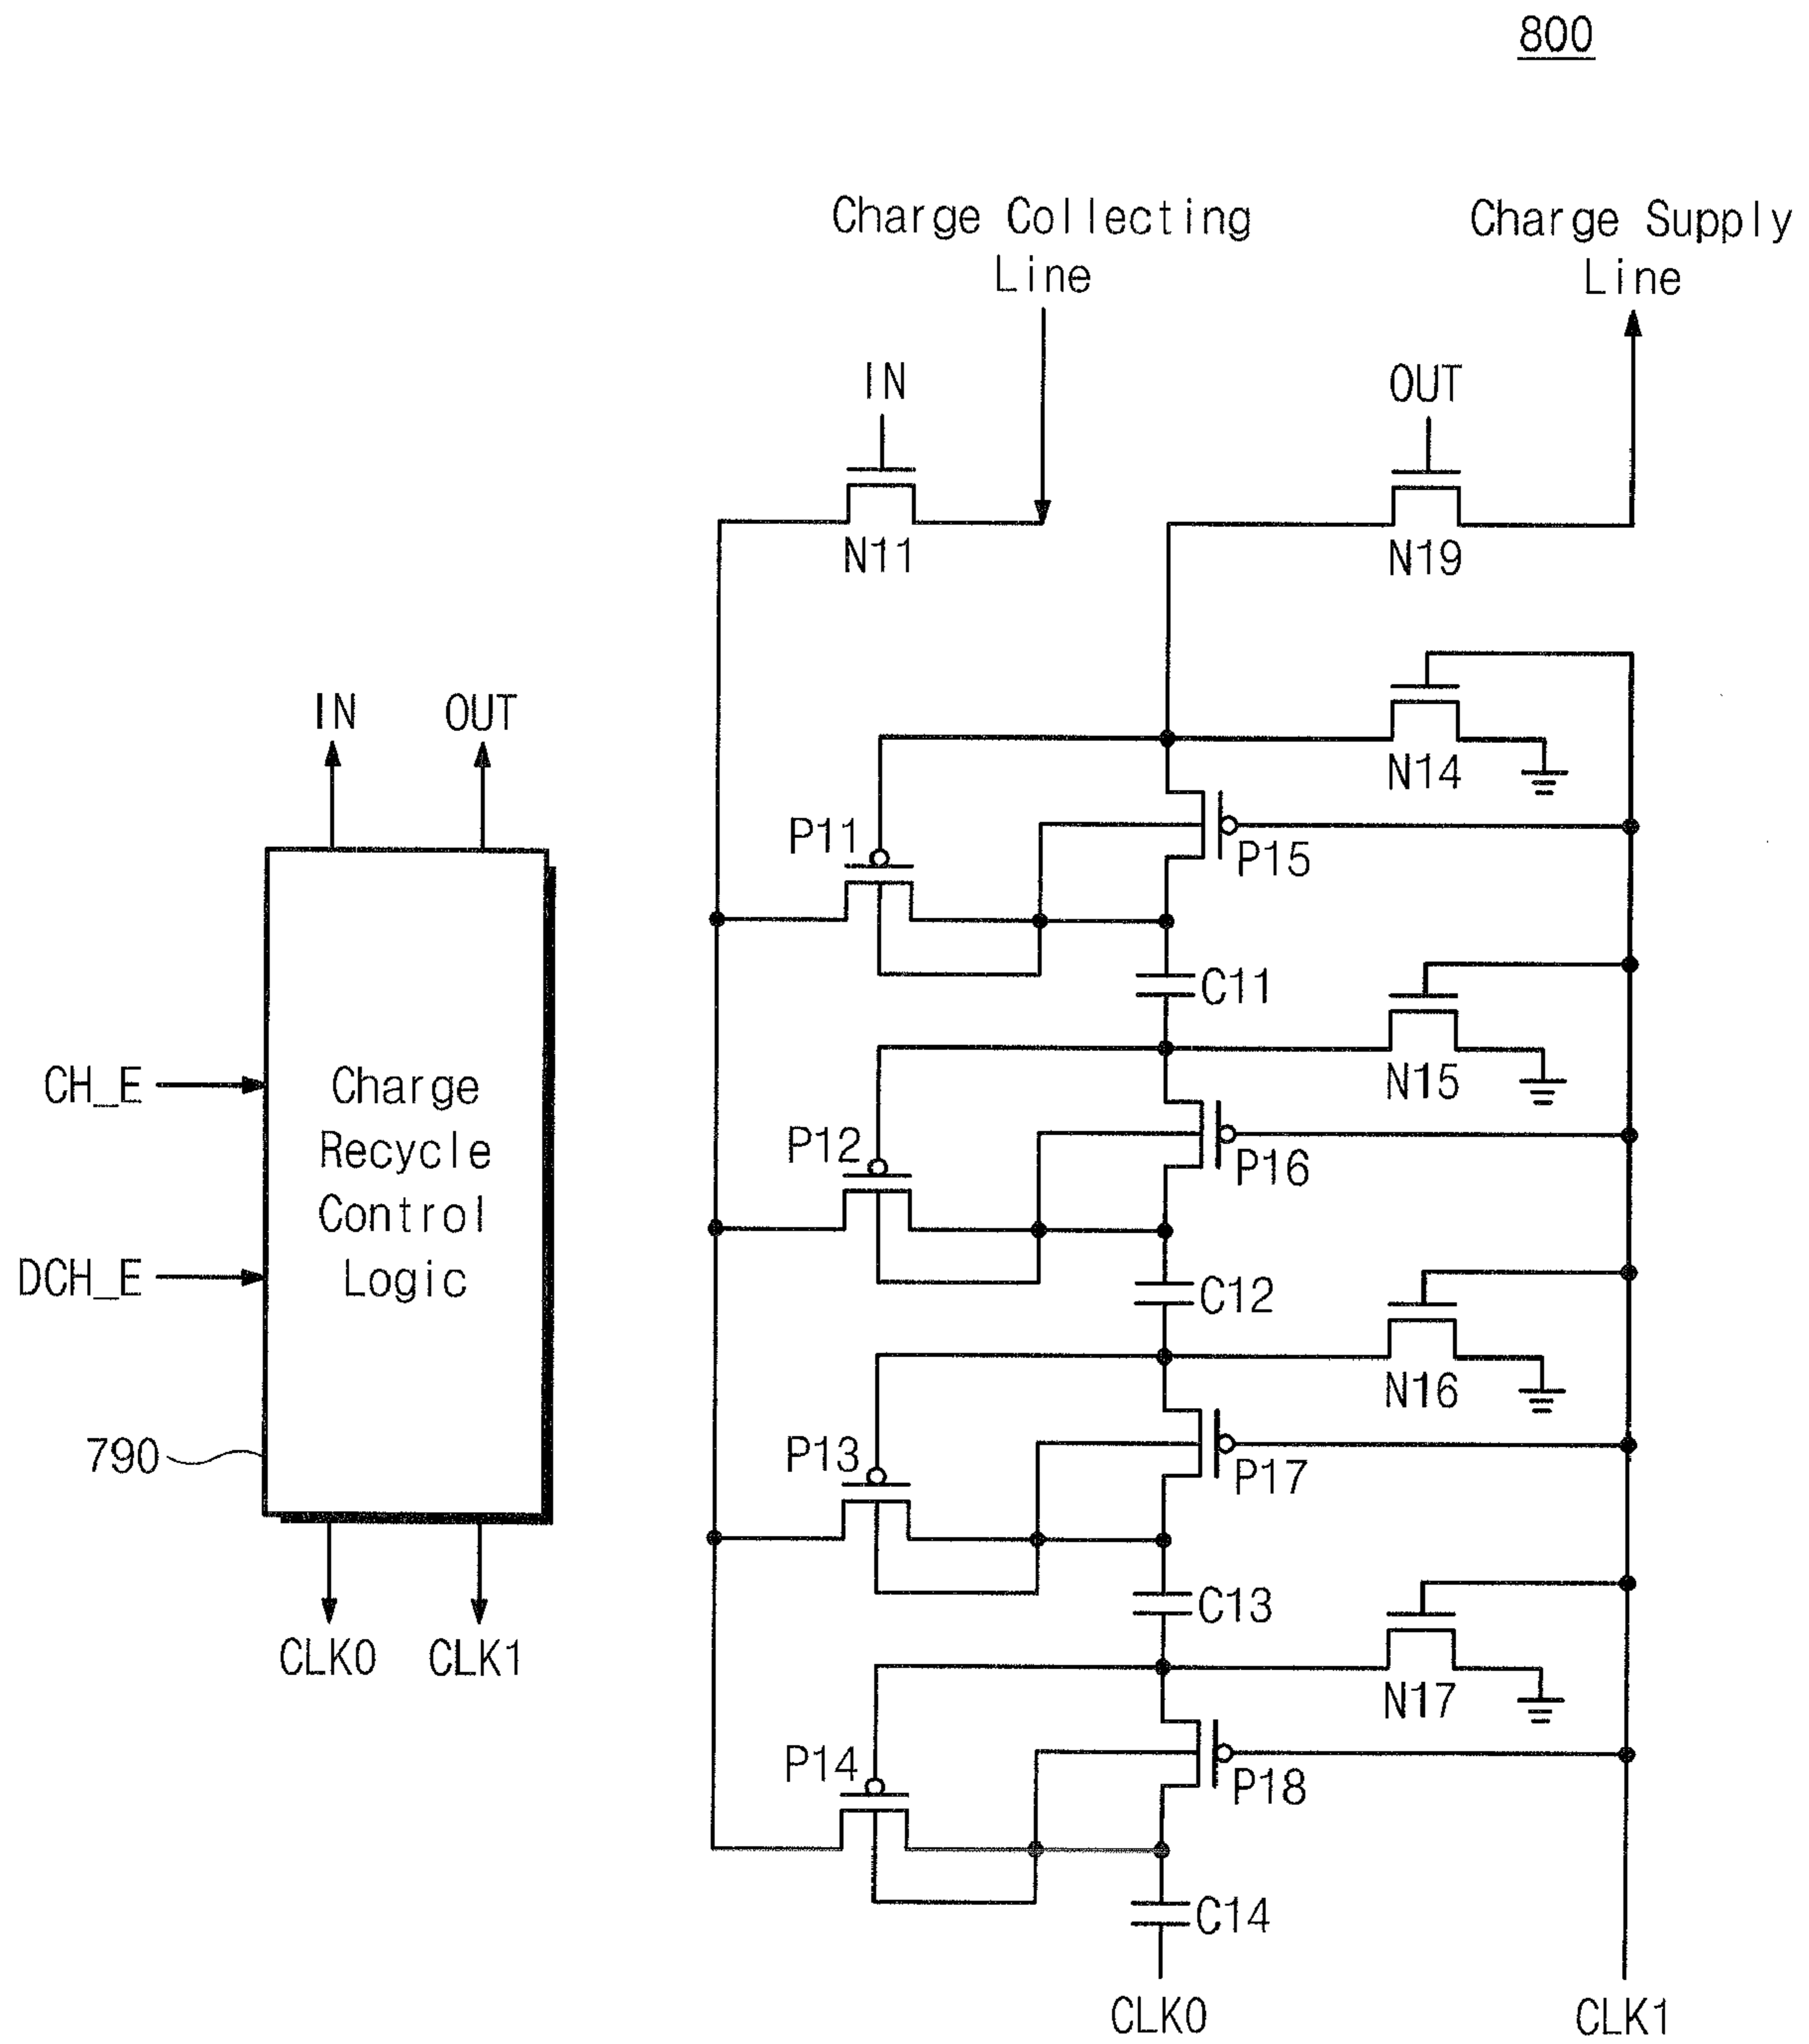 800
Charge Collecting
Line
Charge Supply
Line
IN
OUT
N11
N19
IN
OUT
N14
P11
P15
C11
N15
CH_E
Charge
Recycle
Control
Logic
DCH_E
P12
P16
C12
N16
790
P13
P17
C13
CLK0
CLK1
N17
P14
P18
C14
CLK0
CLK1